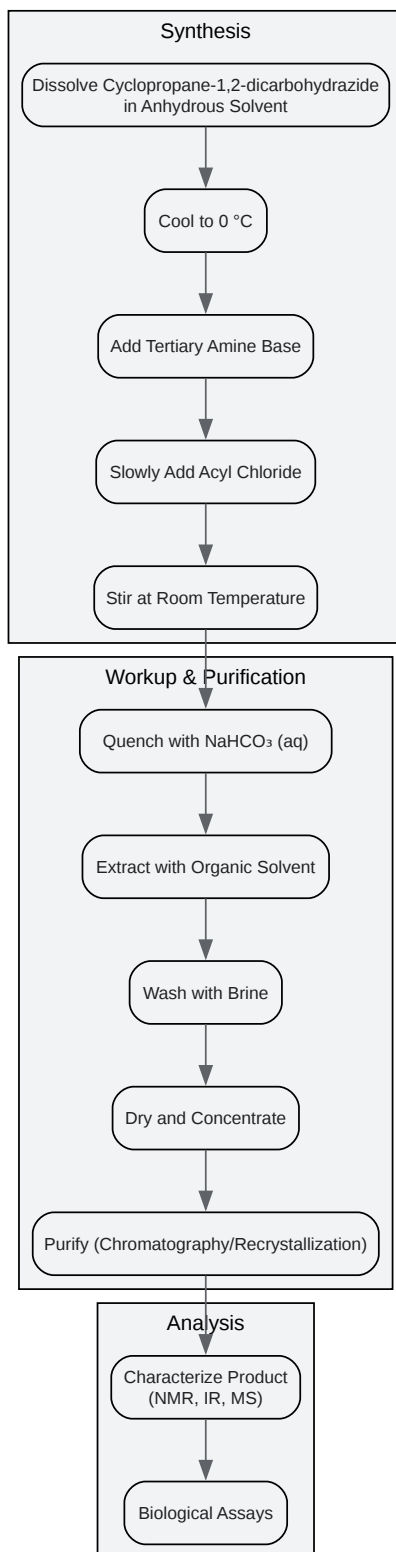 Synthesis
Dissolve Cyclopropane-1,2-dicarbohydrazide
in Anhydrous Solvent
Cool to 0 °C
Add Tertiary Amine Base
Slowly Add Acyl Chloride
Stir at Room Temperature
Workup & Purification
Quench with NaHCO₃ (aq)
Extract with Organic Solvent
Wash with Brine
Dry and Concentrate
Purify (Chromatography/Recrystallization)
Analysis
Characterize Product
(NMR, IR, MS)
Biological Assays